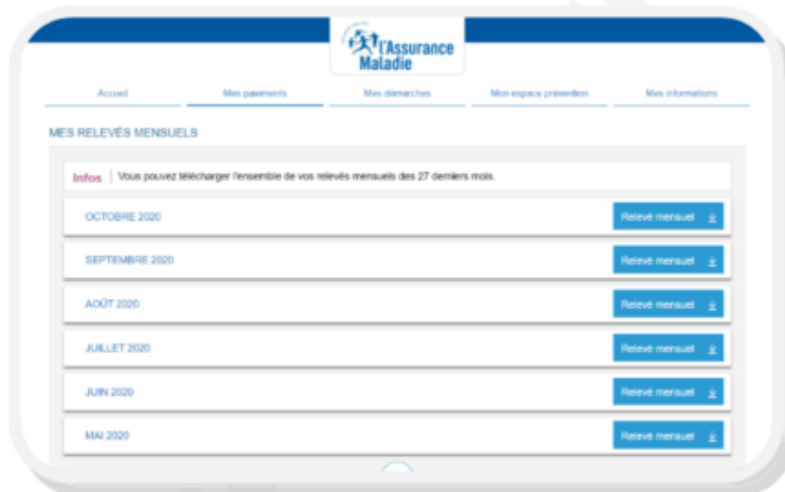 l'Assurance
Maladie
Accueil Mes paiements Mes démarches Mon espace prévention Mes informations
MES RELEVÉS MENSUELS
Infos Vous pouvez télécharger l'ensemble de vos relevés mensuels des 27 derniers mois.
OCTOBRE 2020 Relevé mensuel
SEPTEMBRE 2020 Relevé mensuel
AOÛT 2020 Relevé mensuel
JUILLET 2020 Relevé mensuel
JUIN 2020 Relevé mensuel
MAI 2020 Relevé mensuel